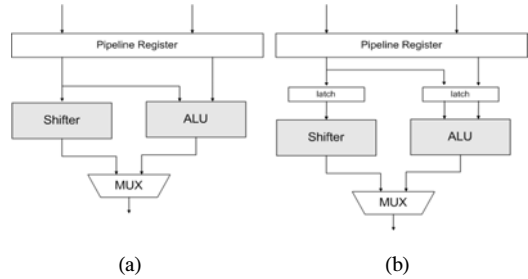 Pipeline Register
Shifter
ALU
MUX
(a)
Pipeline Register
latch
latch
Shifter
ALU
MUX
(b)